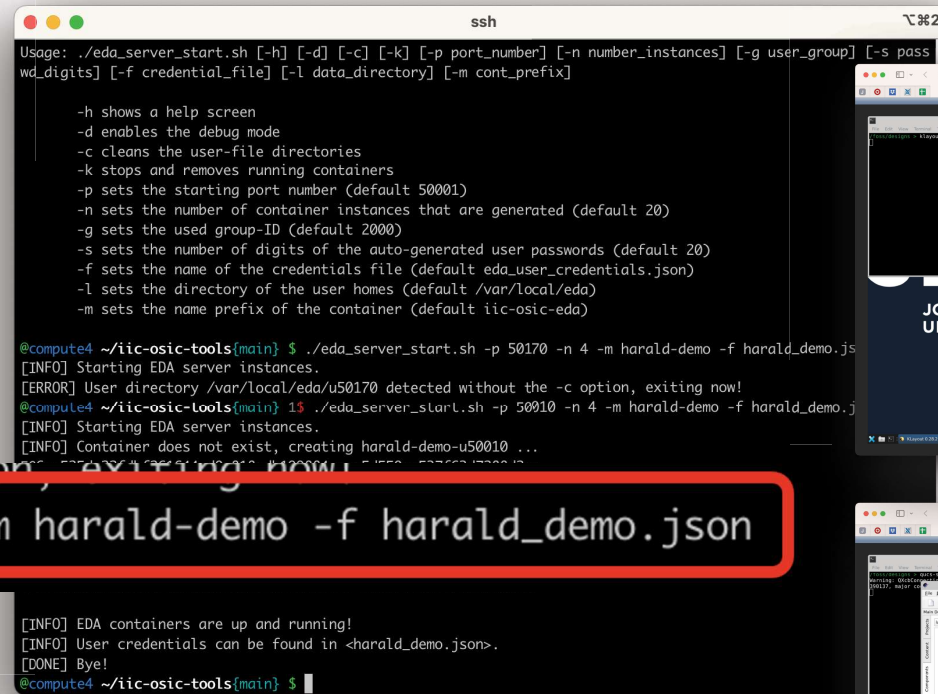 ssh
⌥⌘2
Usage: ./eda_server_start.sh [-h] [-d] [-c] [-k] [-p port_number] [-n number_instances] [-g user_group] [-s pass
wd_digits] [-f credential_file] [-l data_directory] [-m cont_prefix]
-h shows a help screen
-d enables the debug mode
-c cleans the user-file directories
-k stops and removes running containers
-p sets the starting port number (default 50001)
-n sets the number of container instances that are generated (default 20)
-g sets the used group-ID (default 2000)
-s sets the number of digits of the auto-generated user passwords (default 20)
-f sets the name of the credentials file (default eda_user_credentials.json)
-l sets the directory of the user homes (default /var/local/eda)
-m sets the name prefix of the container (default iic-osic-eda)
@compute4 ~/iic-osic-tools{main} $ ./eda_server_start.sh -p 50170 -n 4 -m harald-demo -f harald_demo.js
[INFO] Starting EDA server instances.
[ERROR] User directory /var/local/eda/u50170 detected without the -c option, exiting now!
@compute4 ~/iic-osic-tools{main} 1$ ./eda_server_start.sh -p 50010 -n 4 -m harald-demo -f harald_demo.j
[INFO] Starting EDA server instances.
[INFO] Container does not exist, creating harald-demo-u50010 ...
on, exiting now!
m harald-demo -f harald_demo.json
[INFO] EDA containers are up and running!
[INFO] User credentials can be found in <harald_demo.json>.
[DONE] Bye!
@compute4 ~/iic-osic-tools{main} $
JO
U